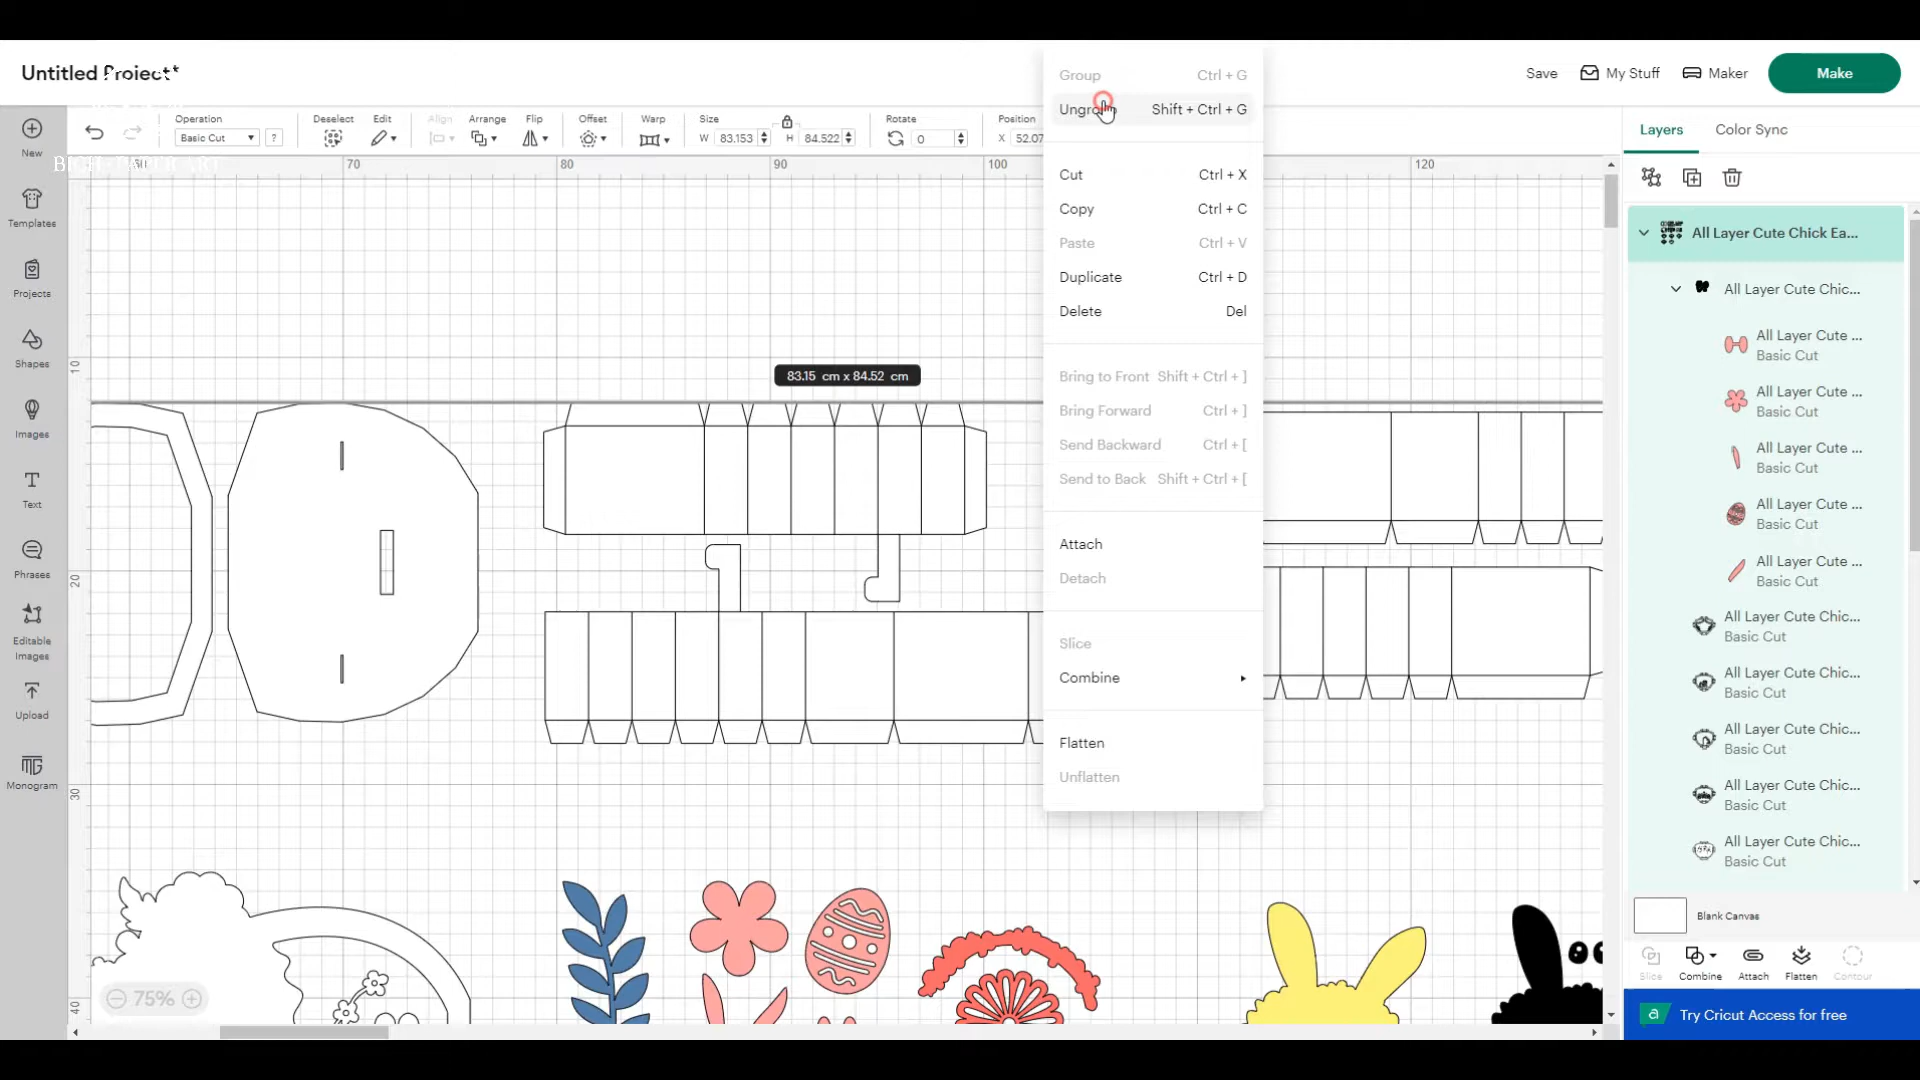 Untitled Project*
Save
My Stuff
Maker
Make
New
Templates
Projects
Shapes
Images
Text
Phrases
Editable
Images
Upload
Monogram
Operation
Basic Cut
?
Deselect
Edit
Align
Arrange
Flip
Offset
Warp
Size
W 83.153
H 84.522
Rotate
0
Position
X 52.07
BICH PAPER ART
70
80
90
100
120
10
20
30
40
83.15 cm x 84.52 cm
75%
Group Ctrl + G
Ungroup Shift + Ctrl + G
Cut Ctrl + X
Copy Ctrl + C
Paste Ctrl + V
Duplicate Ctrl + D
Delete Del
Bring to Front Shift + Ctrl + ]
Bring Forward Ctrl + ]
Send Backward Ctrl + [
Send to Back Shift + Ctrl + [
Attach
Detach
Slice
Combine
Flatten
Unflatten
Layers
Color Sync
All Layer Cute Chick Ea...
All Layer Cute Chic...
All Layer Cute ...
Basic Cut
All Layer Cute ...
Basic Cut
All Layer Cute ...
Basic Cut
All Layer Cute ...
Basic Cut
All Layer Cute ...
Basic Cut
All Layer Cute Chic...
Basic Cut
All Layer Cute Chic...
Basic Cut
All Layer Cute Chic...
Basic Cut
All Layer Cute Chic...
Basic Cut
All Layer Cute Chic...
Basic Cut
Blank Canvas
Slice
Combine
Attach
Flatten
Contour
a
Try Cricut Access for free